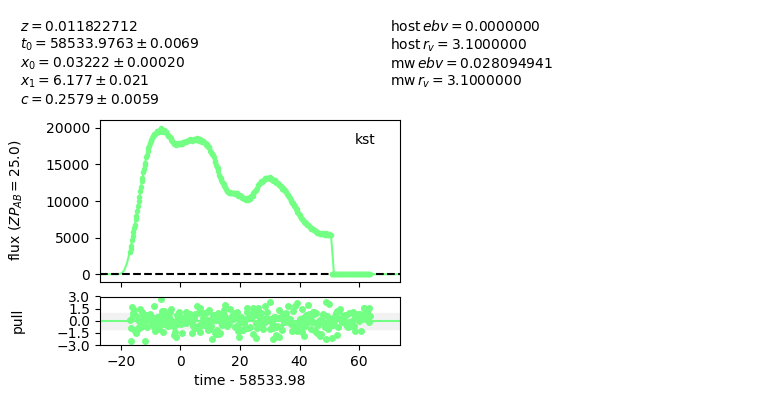 z = 0.011822712
t₀ = 58533.9763 ± 0.0069
x₀ = 0.03222 ± 0.00020
x₁ = 6.177 ± 0.021
c = 0.2579 ± 0.0059
host ebv = 0.0000000
host r_v = 3.1000000
mw ebv = 0.028094941
mw r_v = 3.1000000
flux (ZP_AB = 25.0)
20000
15000
10000
5000
0
kst
pull
3.0
1.5
0.0
−1.5
−3.0
−20 0 20 40 60
time - 58533.98